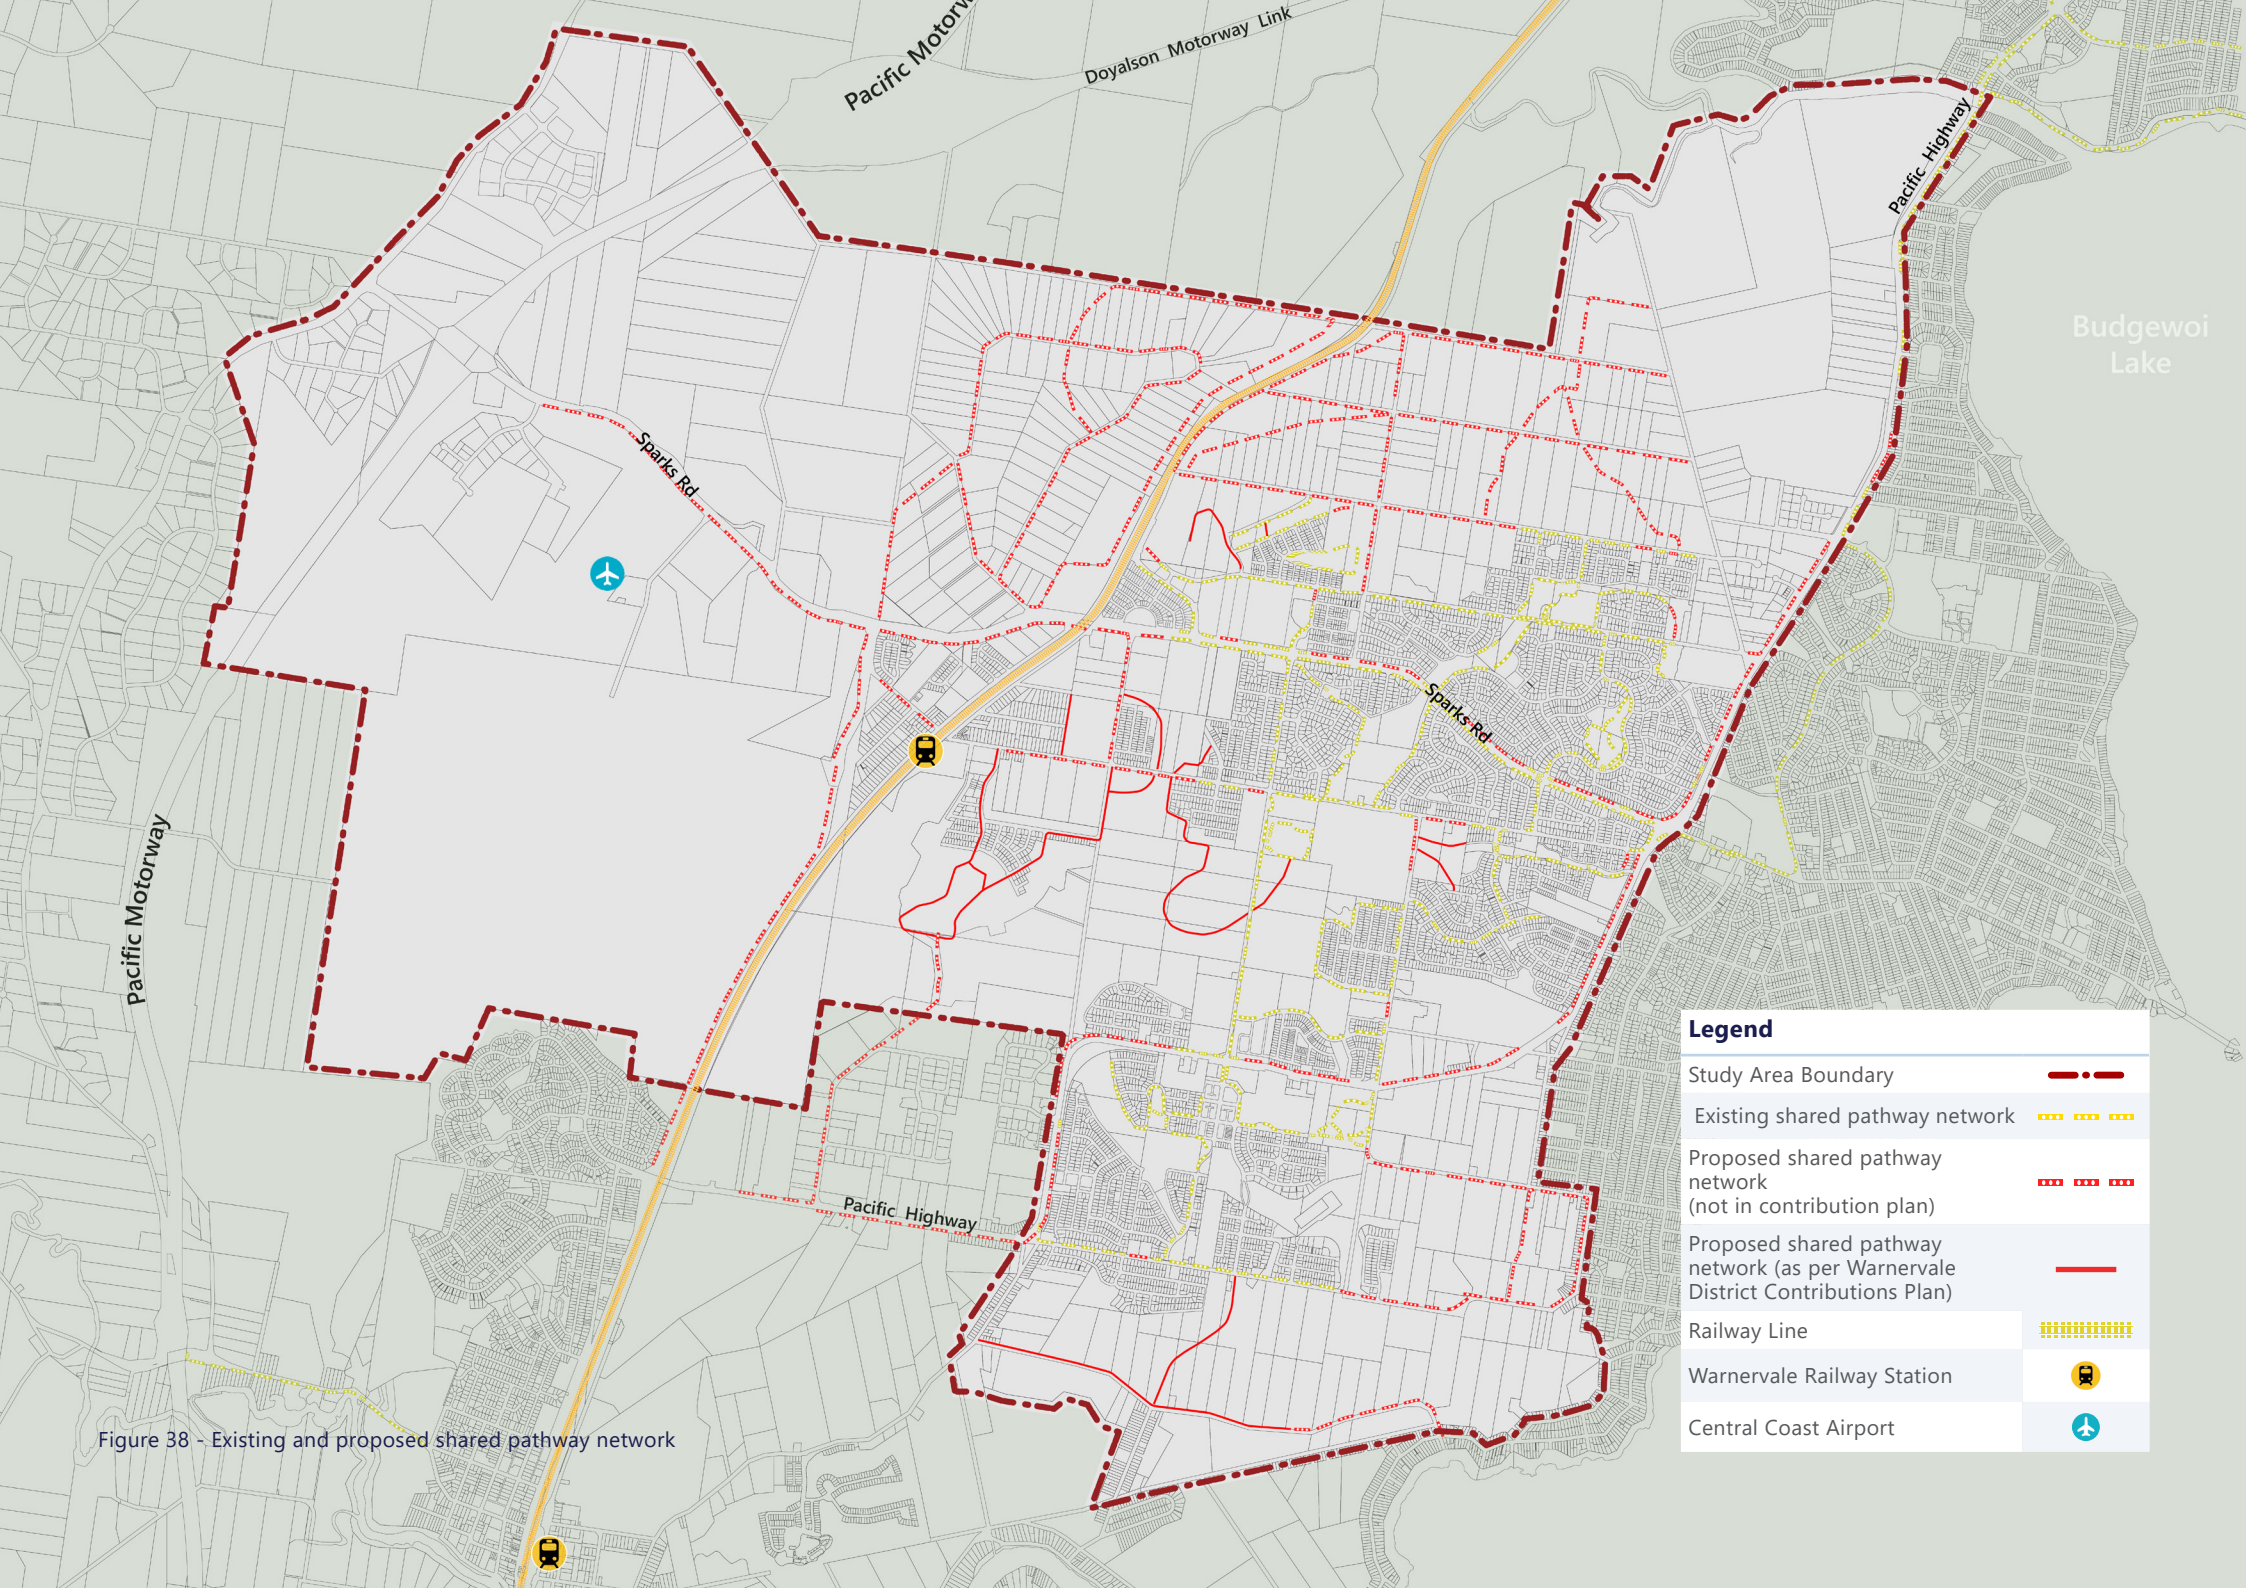 Pacific Motorw
Doyalson Motorway Link
Pacific Highway
Budgewoi
Lake
Sparks Rd
Sparks Rd
Pacific Motorway
Pacific Highway
Legend
Study Area Boundary
Existing shared pathway network
Proposed shared pathway
network
(not in contribution plan)
Proposed shared pathway
network (as per Warnervale
District Contributions Plan)
Railway Line
Warnervale Railway Station
Central Coast Airport
Figure 38 - Existing and proposed shared pathway network